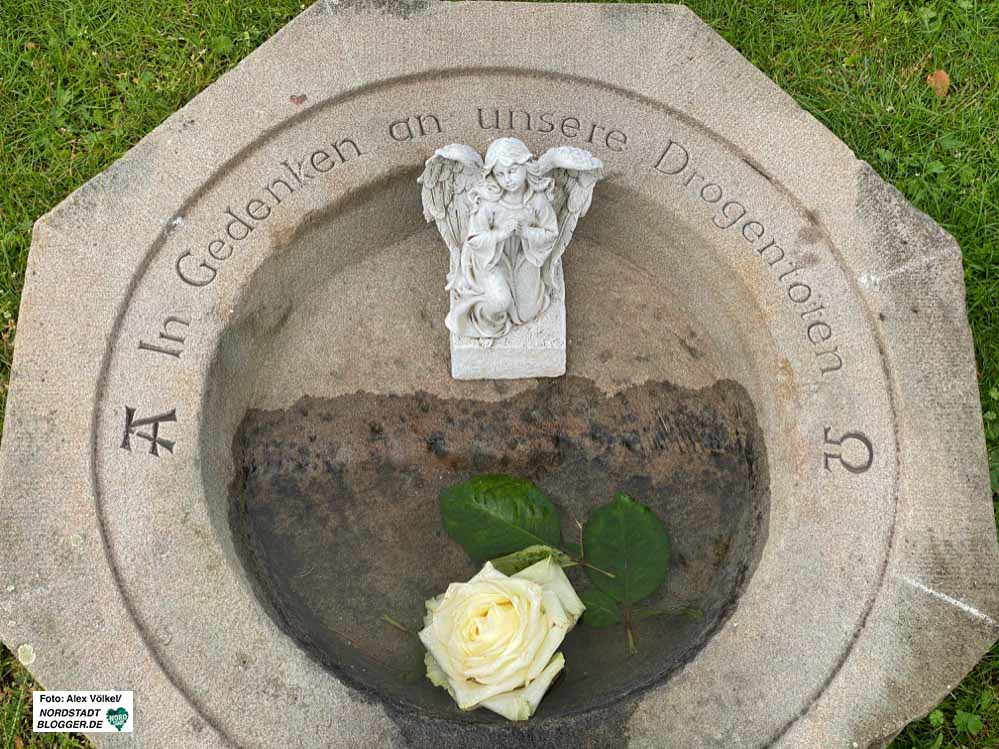 A In Gedenken an unsere Drogentoten Ω
Foto: Alex Völkel/
NORDSTADT
BLOGGER.DE